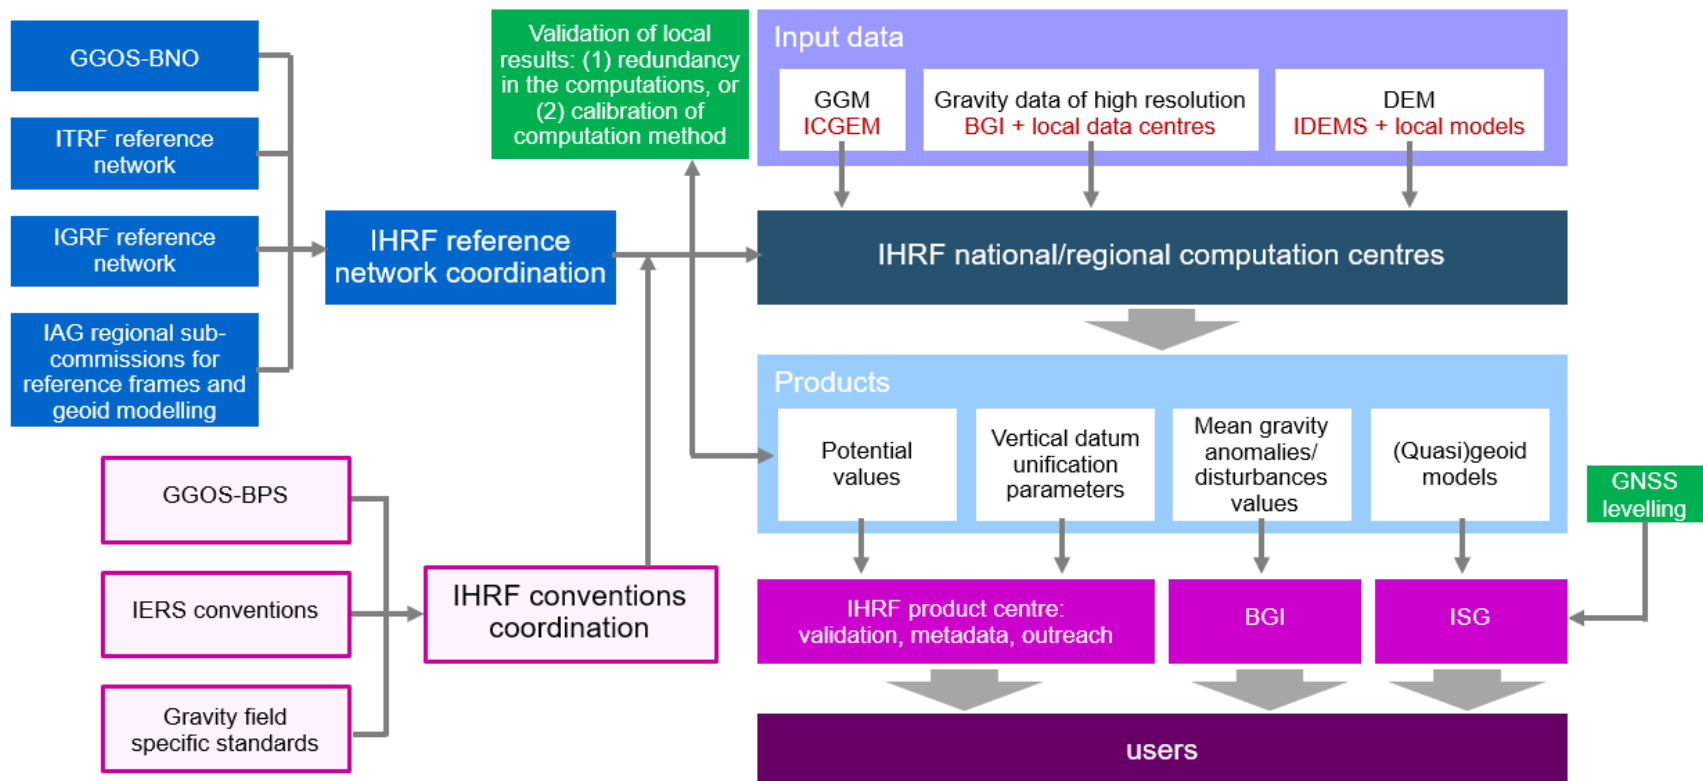 GGOS-BNO
ITRF reference
network
IGRF reference
network
IAG regional sub-
commissions for
reference frames and
geoid modelling
IHRF reference
network coordination
Validation of local
results: (1) redundancy
in the computations, or
(2) calibration of
computation method
Input data
GGM
ICGEM
Gravity data of high resolution
BGI + local data centres
DEM
IDEMS + local models
IHRF national/regional computation centres
Products
Potential
values
Vertical datum
unification
parameters
Mean gravity
anomalies/
disturbances
values
(Quasi)geoid
models
GNSS
levelling
GGOS-BPS
IERS conventions
Gravity field
specific standards
IHRF conventions
coordination
IHRF product centre:
validation, metadata, outreach
BGI
ISG
users